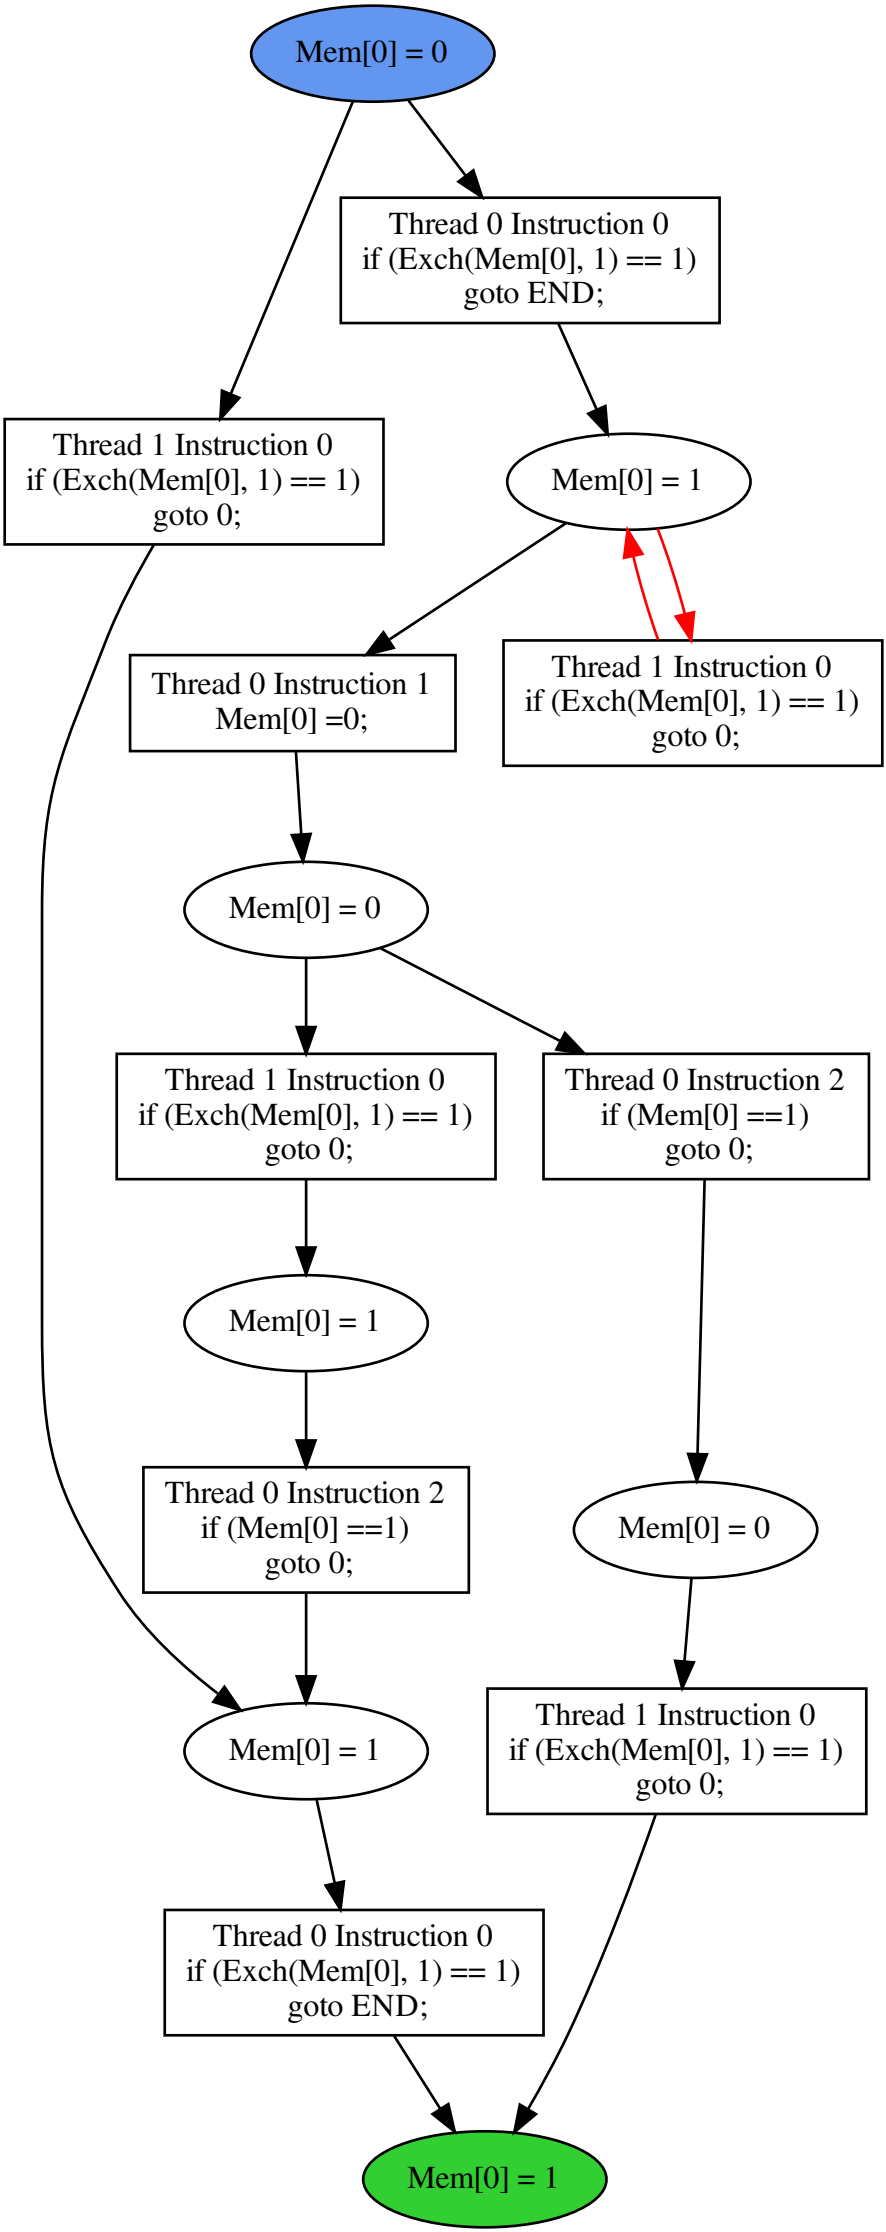 Mem[0] = 0
Thread 0 Instruction 0
if (Exch(Mem[0], 1) == 1)
goto END;
Thread 1 Instruction 0
if (Exch(Mem[0], 1) == 1)
goto 0;
Mem[0] = 1
Thread 0 Instruction 1
Mem[0] =0;
Thread 1 Instruction 0
if (Exch(Mem[0], 1) == 1)
goto 0;
Mem[0] = 0
Thread 1 Instruction 0
if (Exch(Mem[0], 1) == 1)
goto 0;
Thread 0 Instruction 2
if (Mem[0] ==1)
goto 0;
Mem[0] = 1
Thread 0 Instruction 2
if (Mem[0] ==1)
goto 0;
Mem[0] = 0
Mem[0] = 1
Thread 1 Instruction 0
if (Exch(Mem[0], 1) == 1)
goto 0;
Thread 0 Instruction 0
if (Exch(Mem[0], 1) == 1)
goto END;
Mem[0] = 1